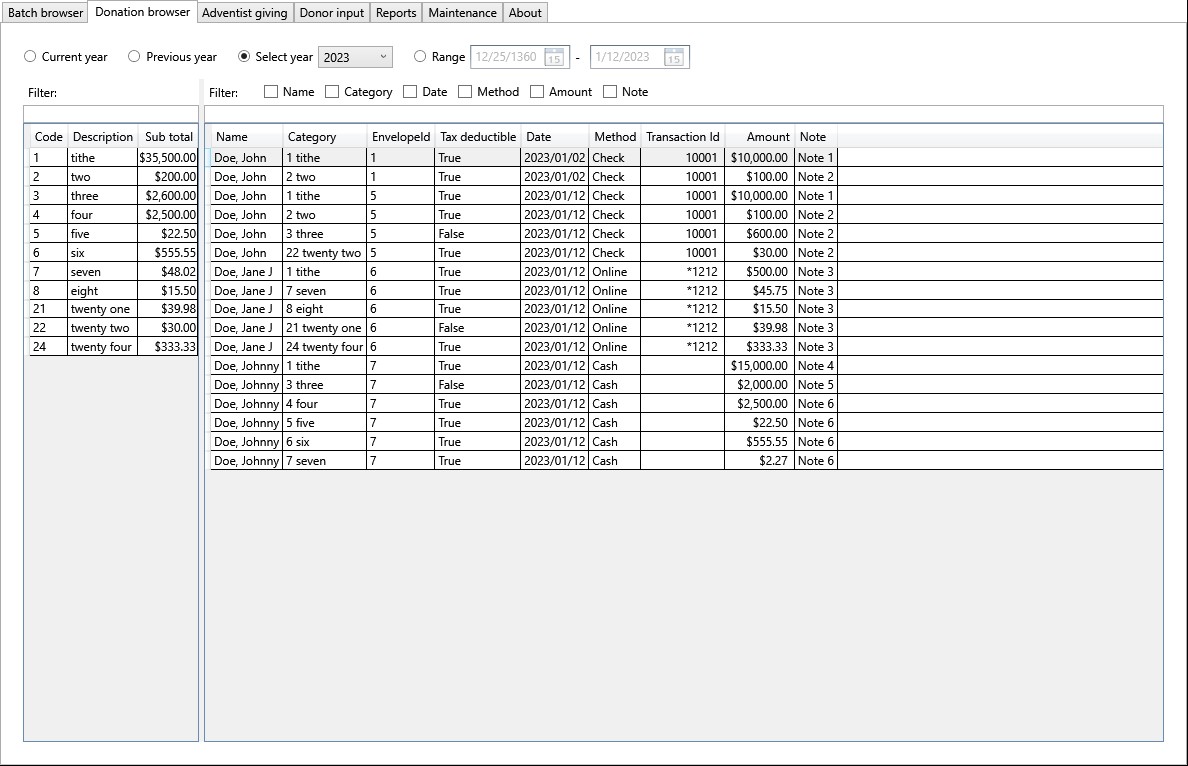 Batch browser Donation browser Adventist giving Donor input Reports Maintenance About
Current year Previous year Select year 2023 Range 12/25/1360 15 - 1/12/2023 15
Filter: Filter: Name Category Date Method Amount Note
Code Description Sub total Name Category EnvelopeId Tax deductible Date Method Transaction Id Amount Note
1 tithe $35,500.00 Doe, John 1 tithe 1 True 2023/01/02 Check 10001 $10,000.00 Note 1
2 two $200.00 Doe, John 2 two 1 True 2023/01/02 Check 10001 $100.00 Note 2
3 three $2,600.00 Doe, John 1 tithe 5 True 2023/01/12 Check 10001 $10,000.00 Note 1
4 four $2,500.00 Doe, John 2 two 5 True 2023/01/12 Check 10001 $100.00 Note 2
5 five $22.50 Doe, John 3 three 5 False 2023/01/12 Check 10001 $600.00 Note 2
6 six $555.55 Doe, John 22 twenty two 5 True 2023/01/12 Check 10001 $30.00 Note 2
7 seven $48.02 Doe, Jane J 1 tithe 6 True 2023/01/12 Online *1212 $500.00 Note 3
8 eight $15.50 Doe, Jane J 7 seven 6 True 2023/01/12 Online *1212 $45.75 Note 3
21 twenty one $39.98 Doe, Jane J 8 eight 6 True 2023/01/12 Online *1212 $15.50 Note 3
22 twenty two $30.00 Doe, Jane J 21 twenty one 6 False 2023/01/12 Online *1212 $39.98 Note 3
24 twenty four $333.33 Doe, Jane J 24 twenty four 6 True 2023/01/12 Online *1212 $333.33 Note 3
Doe, Johnny 1 tithe 7 True 2023/01/12 Cash $15,000.00 Note 4
Doe, Johnny 3 three 7 False 2023/01/12 Cash $2,000.00 Note 5
Doe, Johnny 4 four 7 True 2023/01/12 Cash $2,500.00 Note 6
Doe, Johnny 5 five 7 True 2023/01/12 Cash $22.50 Note 6
Doe, Johnny 6 six 7 True 2023/01/12 Cash $555.55 Note 6
Doe, Johnny 7 seven 7 True 2023/01/12 Cash $2.27 Note 6